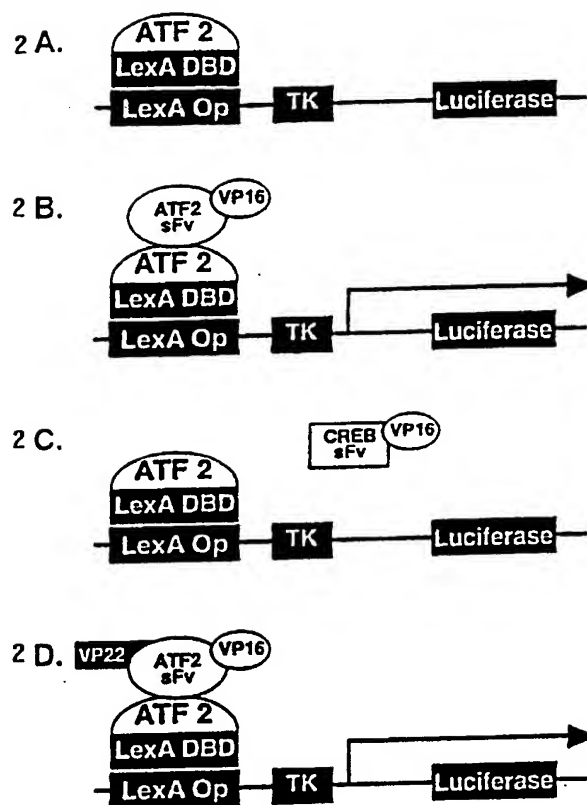 2 A.
ATF 2
LexA DBD
LexA Op TK Luciferase
2 B.
VP16
ATF2
sFv
ATF 2
LexA DBD
LexA Op TK Luciferase
2 C.
CREB
sFv
VP16
ATF 2
LexA DBD
LexA Op TK Luciferase
2 D.
VP22
ATF2
sFv
VP16
ATF 2
LexA DBD
LexA Op TK Luciferase